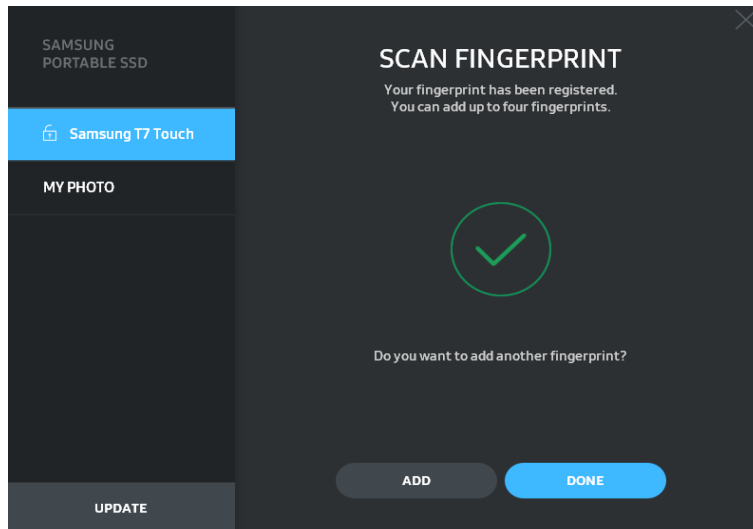 SAMSUNG
PORTABLE SSD
Samsung T7 Touch
MY PHOTO
UPDATE
SCAN FINGERPRINT
Your fingerprint has been registered.
You can add up to four fingerprints.
Do you want to add another fingerprint?
ADD
DONE